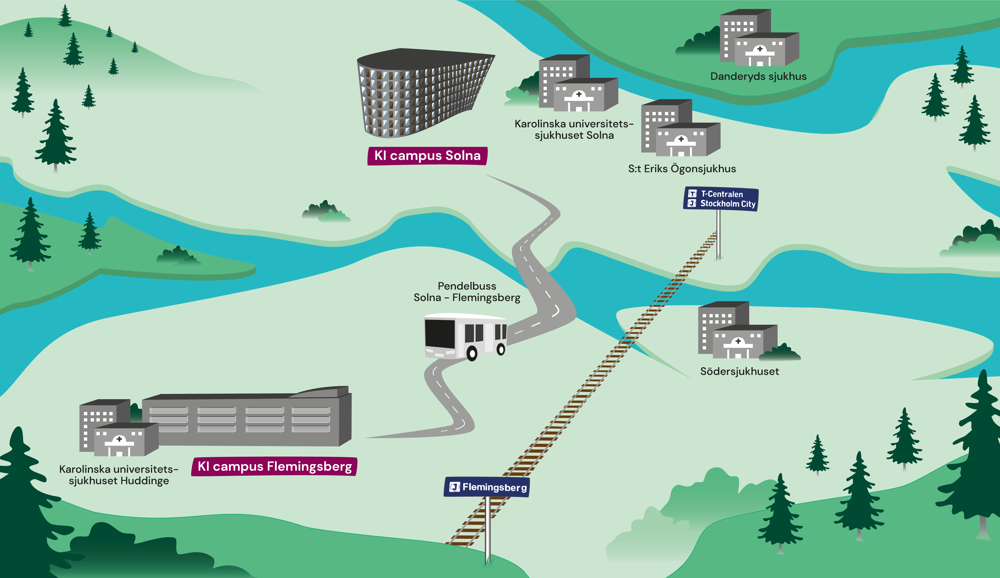 Danderyds sjukhus
Karolinska universitets-
sjukhuset Solna
KI campus Solna
S:t Eriks Ögonsjukhus
T T-Centralen
J Stockholm City
Pendelbuss
Solna - Flemingsberg
Södersjukhuset
KI campus Flemingsberg
Karolinska universitets-
sjukhuset Huddinge
J Flemingsberg